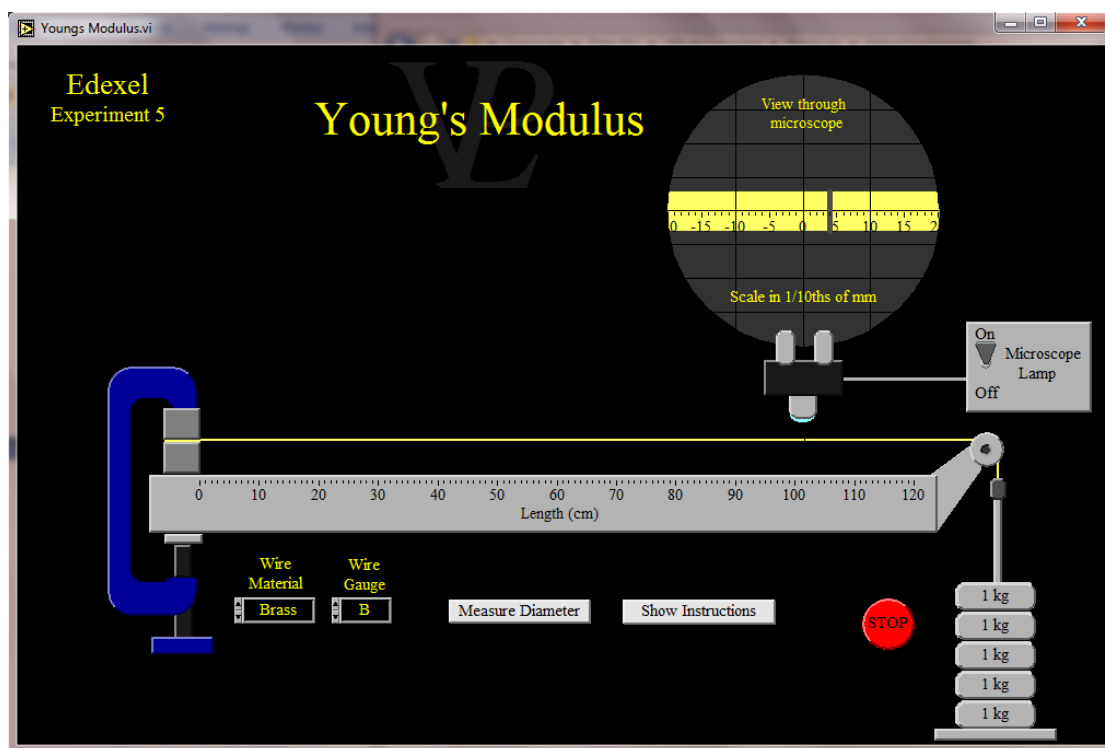 Youngs Modulus.vi
Edexel
Experiment 5
Young's Modulus
VPL
View through
microscope
0 -15 -10 -5 0 5 10 15 2
Scale in 1/10ths of mm
On
Microscope
Lamp
Off
0 10 20 30 40 50 60 70 80 90 100 110 120
Length (cm)
Wire
Material
Brass
Wire
Gauge
B
Measure Diameter
Show Instructions
STOP
1 kg
1 kg
1 kg
1 kg
1 kg